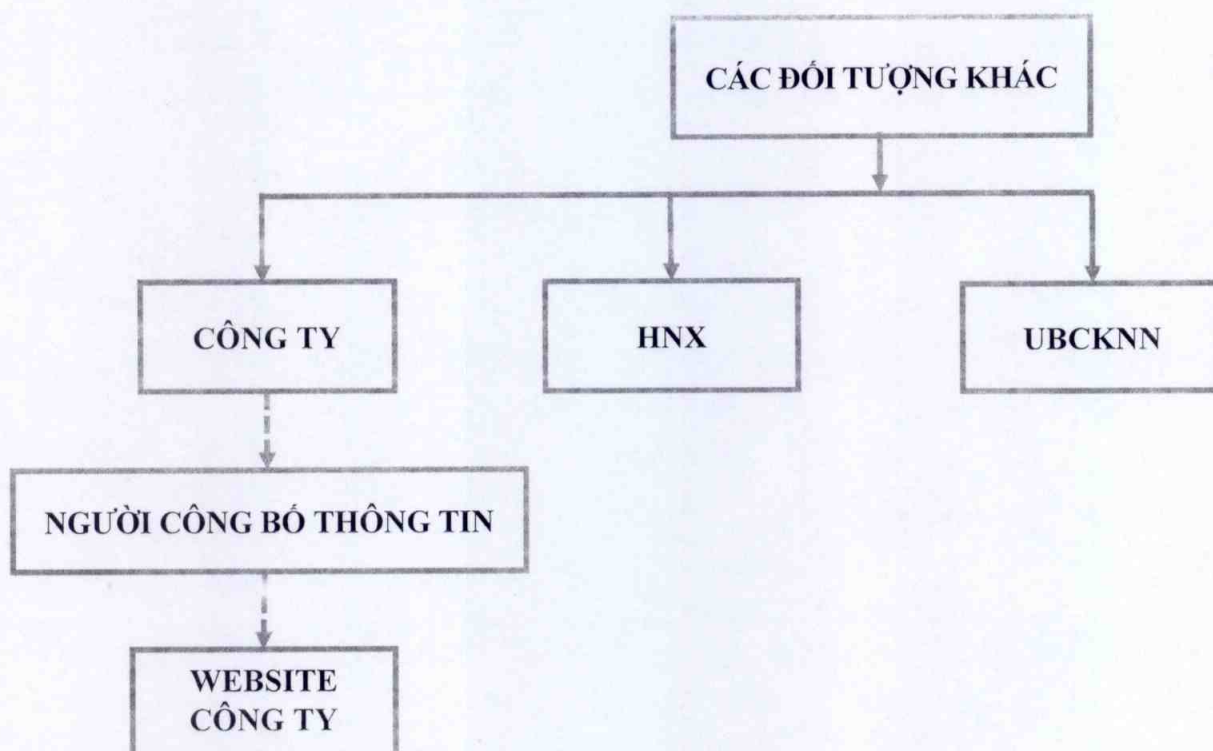 CÁC ĐỐI TƯỢNG KHÁC
CÔNG TY
HNX
UBCKNN
NGƯỜI CÔNG BỐ THÔNG TIN
WEBSITE
CÔNG TY